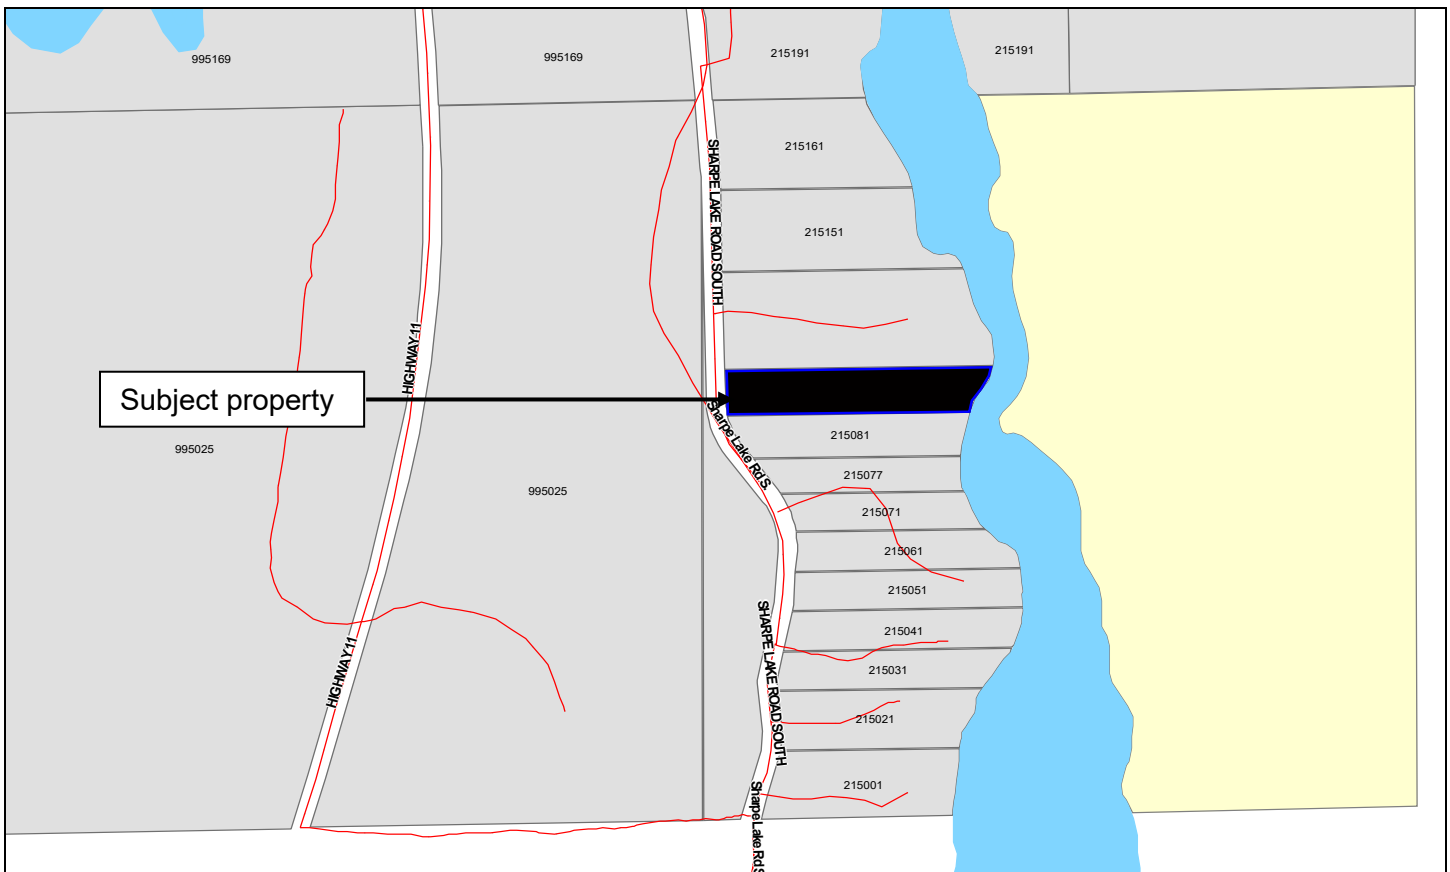 995169
995169
215191
215191
215161
SHARPE LAKE ROAD SOUTH
215151
HIGHWAY 11
Subject property
Sharpe Lake Rd S.
215081
995025
215077
995025
215071
215061
215051
215041
SHARPE LAKE ROAD SOUTH
HIGHWAY 11
215031
215021
215001
Sharpe Lake Rd S